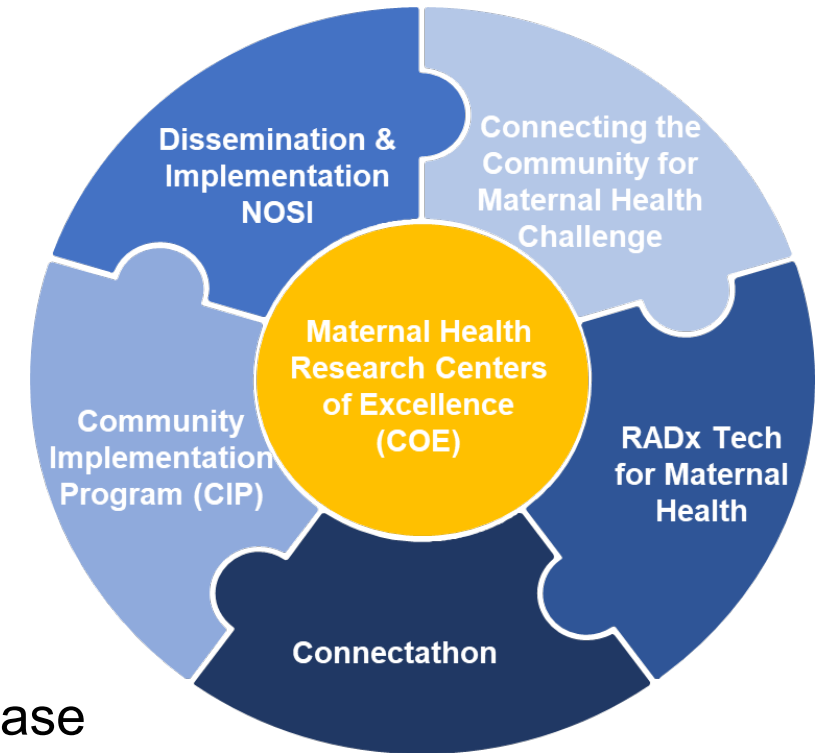 Dissemination &
Implementation
NOSI
Connecting the
Community for
Maternal Health
Challenge
Maternal Health
Research Centers
of Excellence
(COE)
Community
Implementation
Program (CIP)
RADx Tech
for Maternal
Health
Connectathon
ase